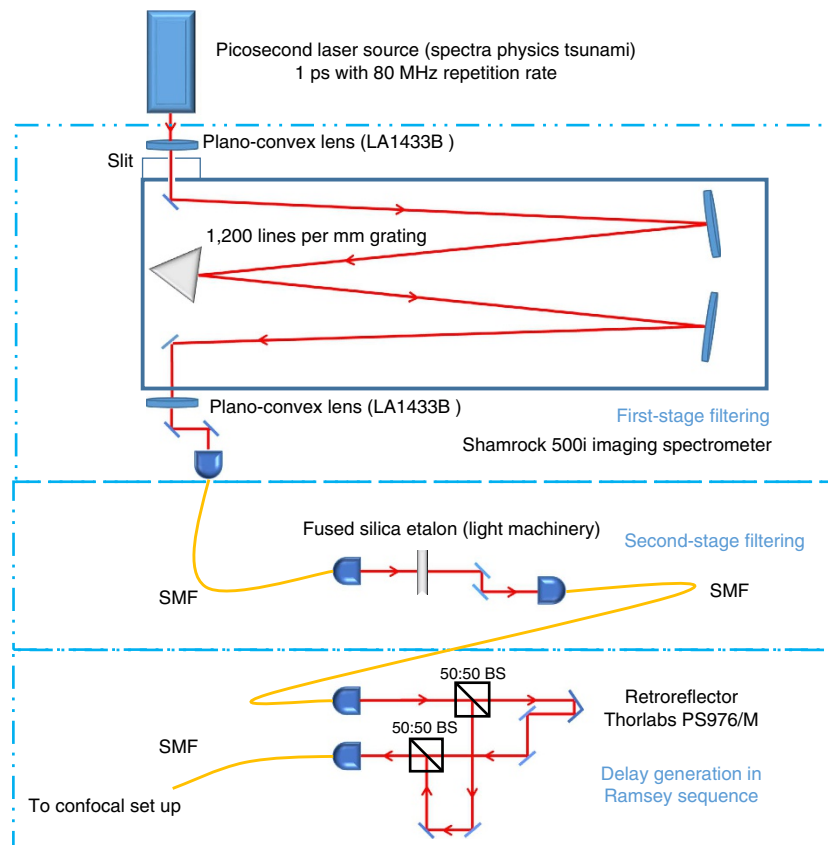 Picosecond laser source (spectra physics tsunami)
1 ps with 80 MHz repetition rate
Plano-convex lens (LA1433B )
Slit
1,200 lines per mm grating
Plano-convex lens (LA1433B )
First-stage filtering
Shamrock 500i imaging spectrometer
Fused silica etalon (light machinery)
Second-stage filtering
SMF
SMF
50:50 BS
Retroreflector
Thorlabs PS976/M
50:50 BS
SMF
Delay generation in
Ramsey sequence
To confocal set up